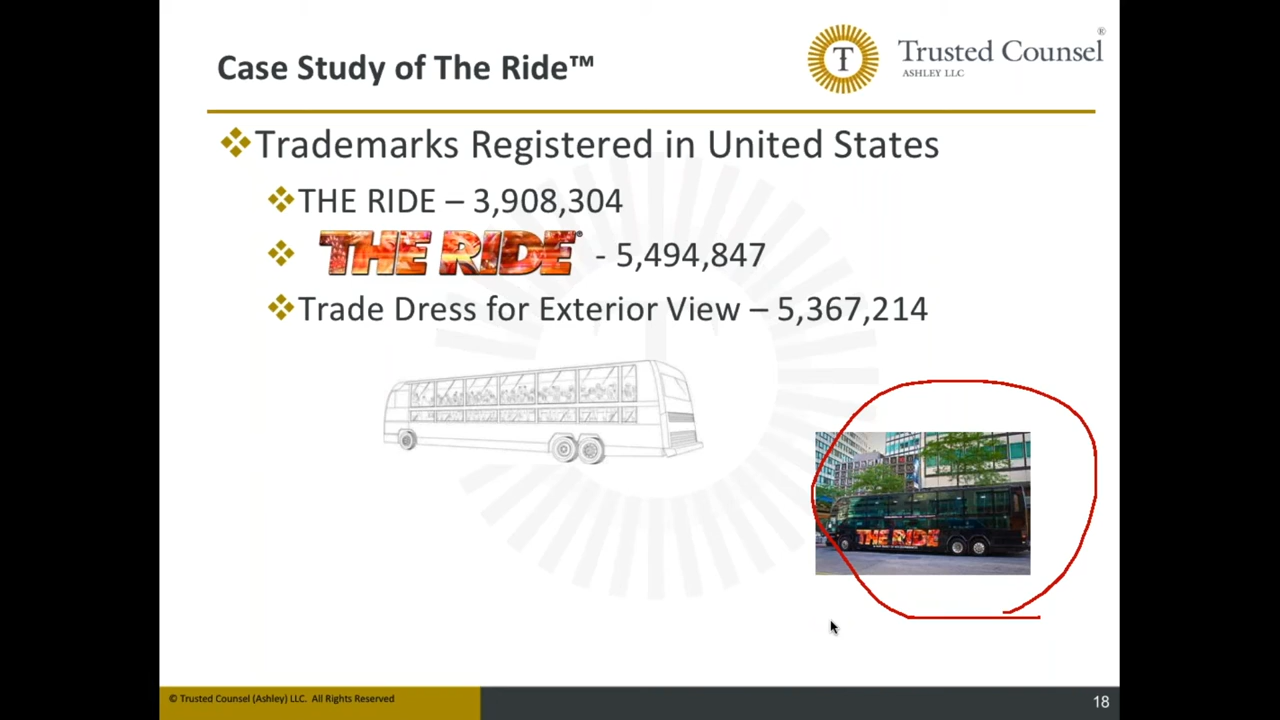 Case Study of The Ride™
T
Trusted Counsel®
ASHLEY LLC
Trademarks Registered in United States
THE RIDE – 3,908,304
THE RIDE® - 5,494,847
Trade Dress for Exterior View – 5,367,214
THE RIDE
© Trusted Counsel (Ashley) LLC. All Rights Reserved
18